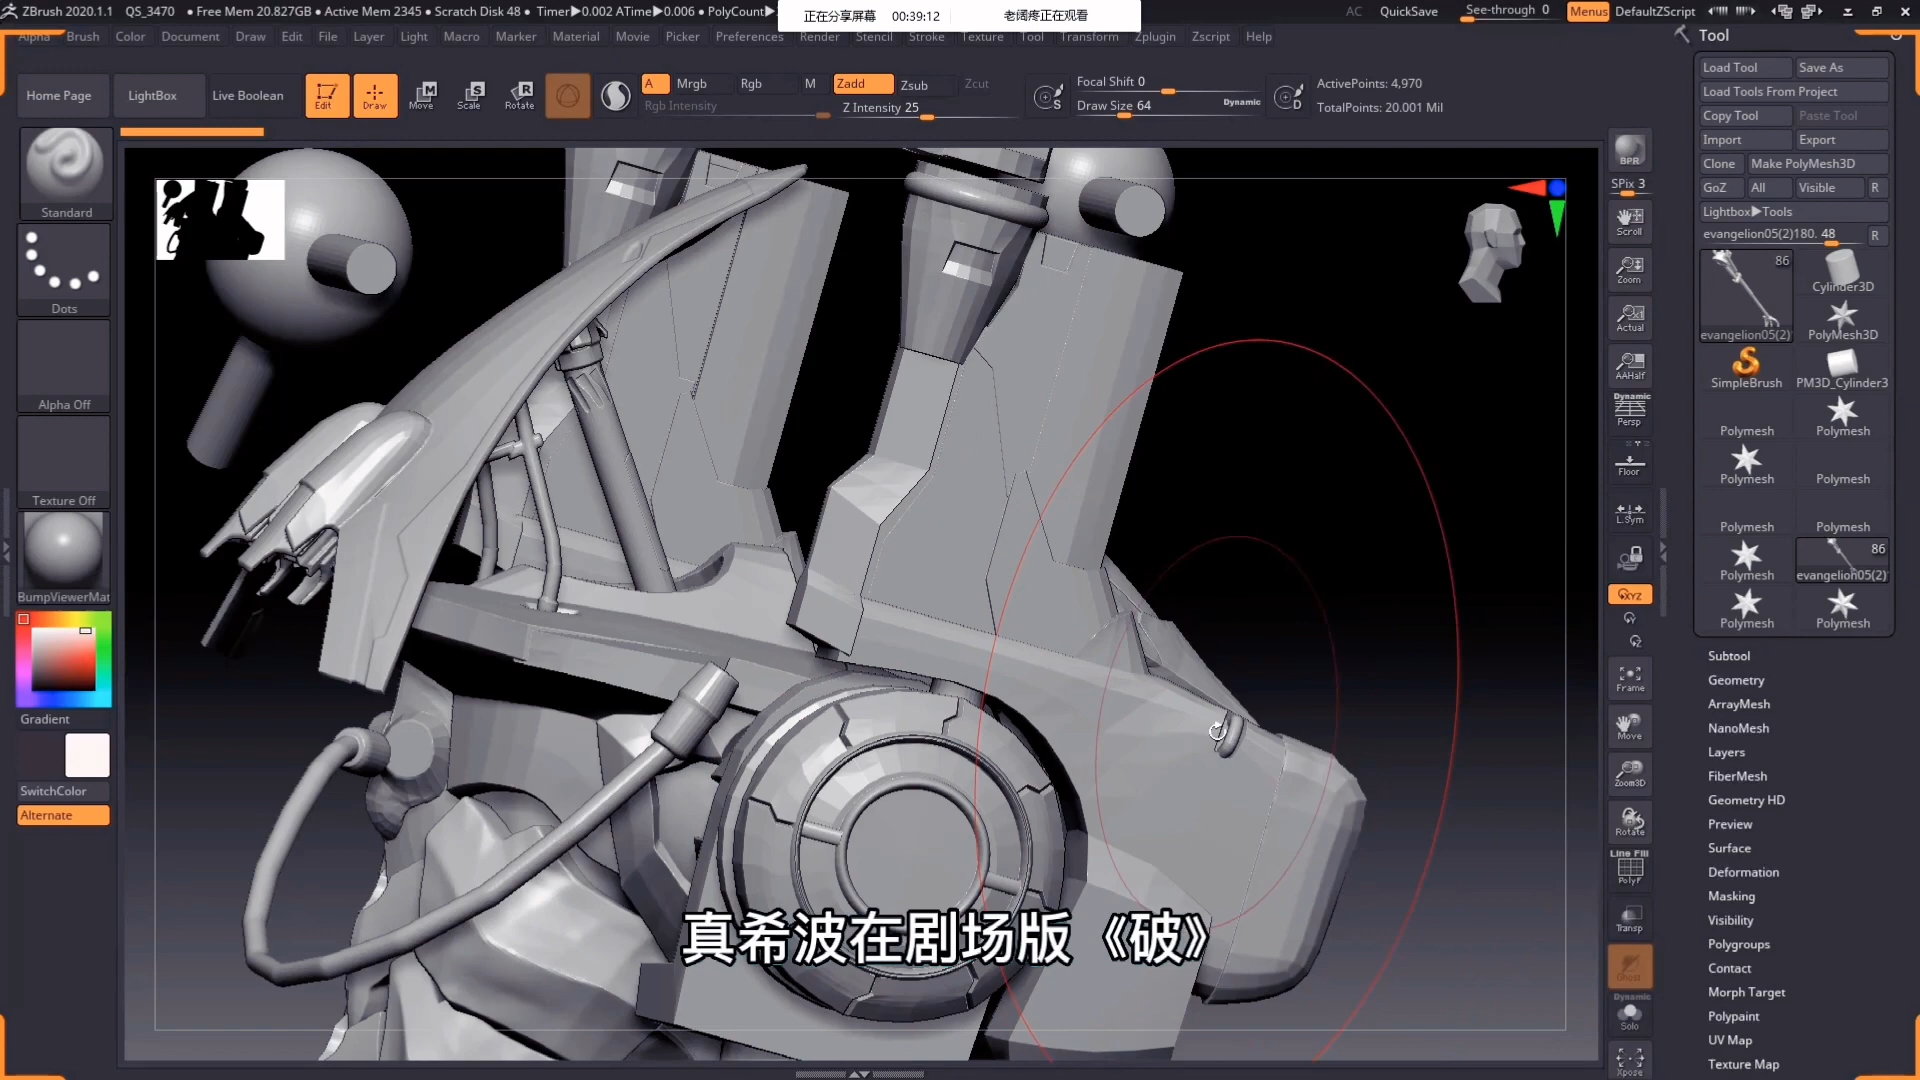 ZBrush 2020.1.1 QS_3470 • Free Mem 20.827GB • Active Mem 2345 • Scratch Disk 48 • Timer▶0.002 ATime▶0.006 • PolyCount▶
正在分享屏幕 00:39:12 老阔疼正在观看
AC QuickSave See-through 0 Menus DefaultZScript
Alpha Brush Color Document Draw Edit File Layer Light Macro Marker Material Movie Picker Preferences Render Stencil Stroke Texture Tool Transform Zplugin Zscript Help
Home Page LightBox Live Boolean
Edit Draw Move Scale Rotate
A Mrgb Rgb M Zadd Zsub Zcut
Rgb Intensity Z Intensity 25
S Focal Shift 0
Draw Size 64 Dynamic
D ActivePoints: 4,970
TotalPoints: 20.001 Mil
Standard
Dots
Alpha Off
Texture Off
BumpViewerMat
Gradient
SwitchColor
Alternate
真希波在剧场版《破》
BPR
SPix 3
Scroll
Zoom
Actual
AAHalf
Dynamic
Persp
Floor
L.Sym
XYZ
Frame
Move
Zoom3D
Rotate
Line Fill
PolyF
Transp
Ghost
Dynamic
Solo
Xpose
Tool
Load Tool Save As
Load Tools From Project
Copy Tool Paste Tool
Import Export
Clone Make PolyMesh3D
GoZ All Visible R
Lightbox▶Tools
evangelion05(2)180. 48 R
86
evangelion05(2)
Cylinder3D
PolyMesh3D
SimpleBrush PM3D_Cylinder3
Polymesh Polymesh
Polymesh Polymesh
Polymesh Polymesh
86
Polymesh evangelion05(2)
Polymesh Polymesh
Subtool
Geometry
ArrayMesh
NanoMesh
Layers
FiberMesh
Geometry HD
Preview
Surface
Deformation
Masking
Visibility
Polygroups
Contact
Morph Target
Polypaint
UV Map
Texture Map